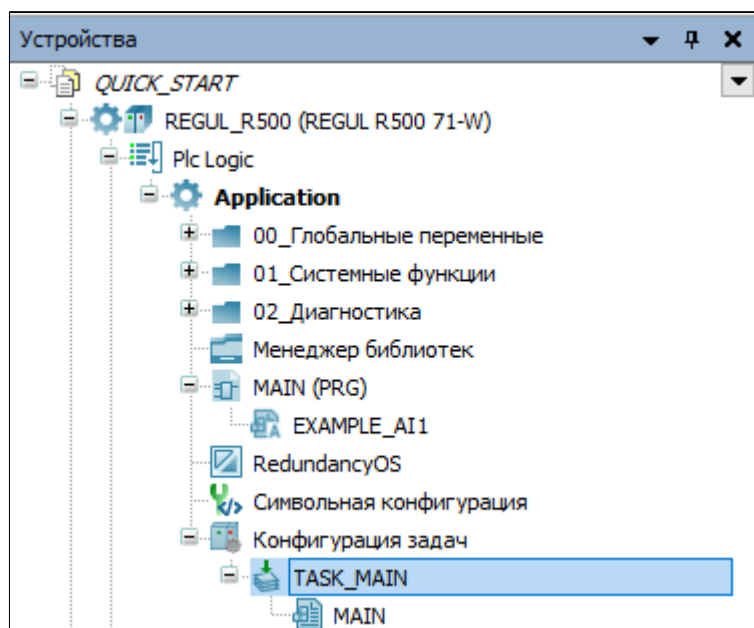 Устройства
QUICK_START
REGUL_R500 (REGUL R500 71-W)
Plc Logic
Application
00_Глобальные переменные
01_Системные функции
02_Диагностика
Менеджер библиотек
MAIN (PRG)
EXAMPLE_AI1
RedundancyOS
Символьная конфигурация
Конфигурация задач
TASK_MAIN
MAIN